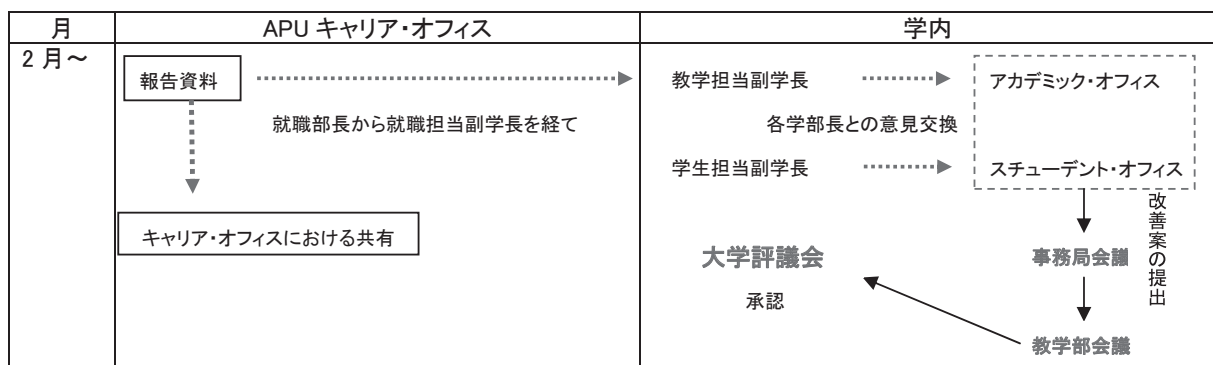 月
APU キャリア・オフィス
学内
2 月～
報告資料
教学担当副学長
アカデミック・オフィス
就職部長から就職担当副学長を経て
各学部長との意見交換
学生担当副学長
スチューデント・オフィス
改善案の提出
キャリア・オフィスにおける共有
大学評議会
事務局会議
承認
教学部会議